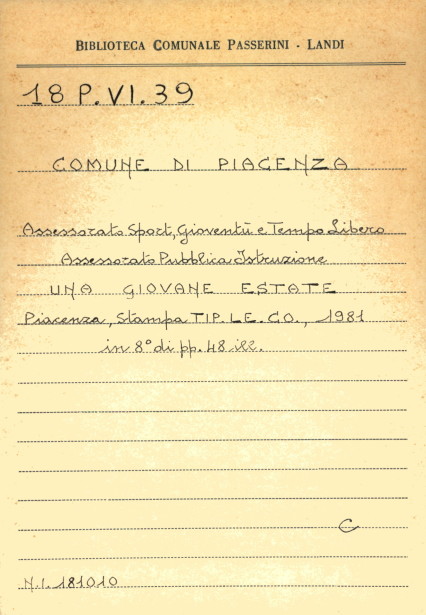 BIBLIOTECA COMUNALE PASSERINI - LANDI
18 P. VI. 39
COMUNE DI PIACENZA
Assessorato Sport, Gioventù e Tempo Libero
Assessorato Pubblica Istruzione
UNA GIOVANE ESTATE
Piacenza, Stampa TIP. LE. CO., 1981
in 8° di pp. 48 ill.
C
N.I. 181010